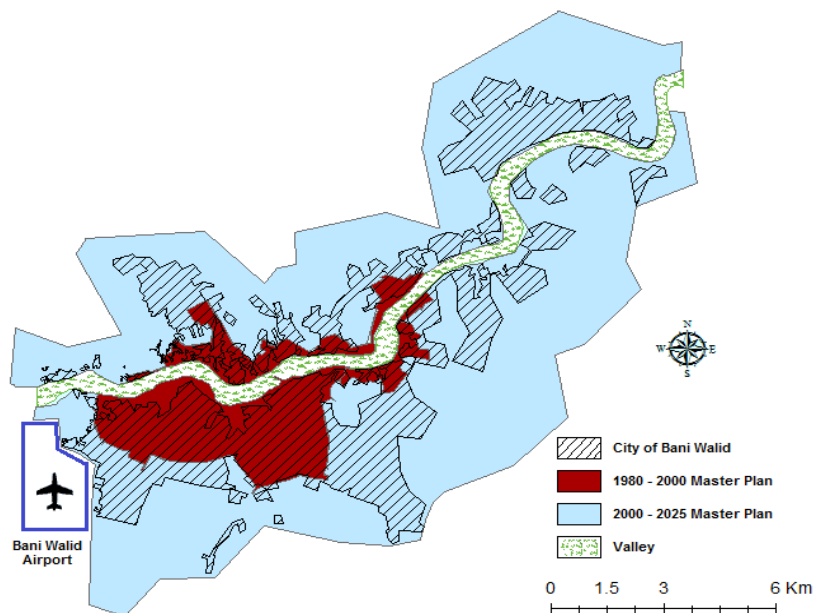 N
W E
S
City of Bani Walid
1980 - 2000 Master Plan
2000 - 2025 Master Plan
Valley
Bani Walid
Airport
0 1.5 3 6 Km